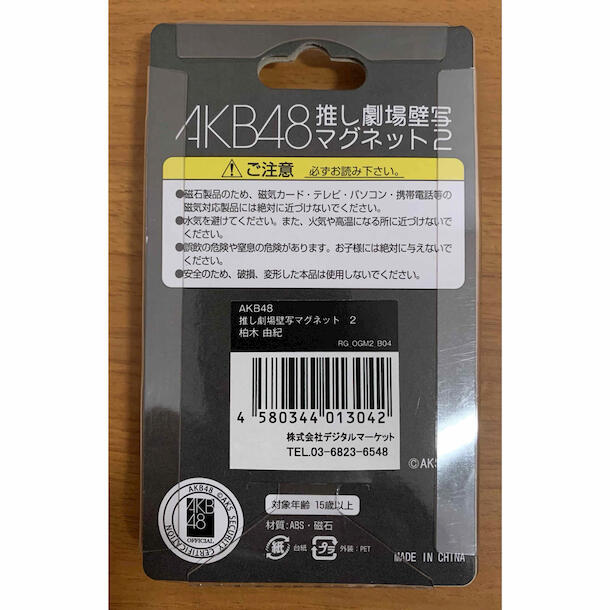 AKB48 推し劇場壁写
マグネット2
ご注意 必ずお読み下さい。
●磁石製品のため、磁気カード・テレビ・パソコン・携帯電話等の
磁気対応製品には絶対に近づけないでください。
●水気を避けてください。また、火気や高温になる所に近づけないで
ください。
●誤飲の危険や窒息の危険があります。お子様には絶対に与えないで
ください。
●安全のため、破損、変形した本品は使用しないでください。
AKB48
推し劇場壁写マグネット 2
柏木 由紀
RG_OGM2_B04
4 580344 013042
株式会社デジタルマーケット
TEL.03-6823-6548
©AKS
対象年齢 15歳以上
材質:ABS・磁石
紙 台紙 プラ 外装:PET
AKB48 ©AKS SECURITY CERTIFICATION
AKB
48
OFFICIAL
MADE IN CHINA